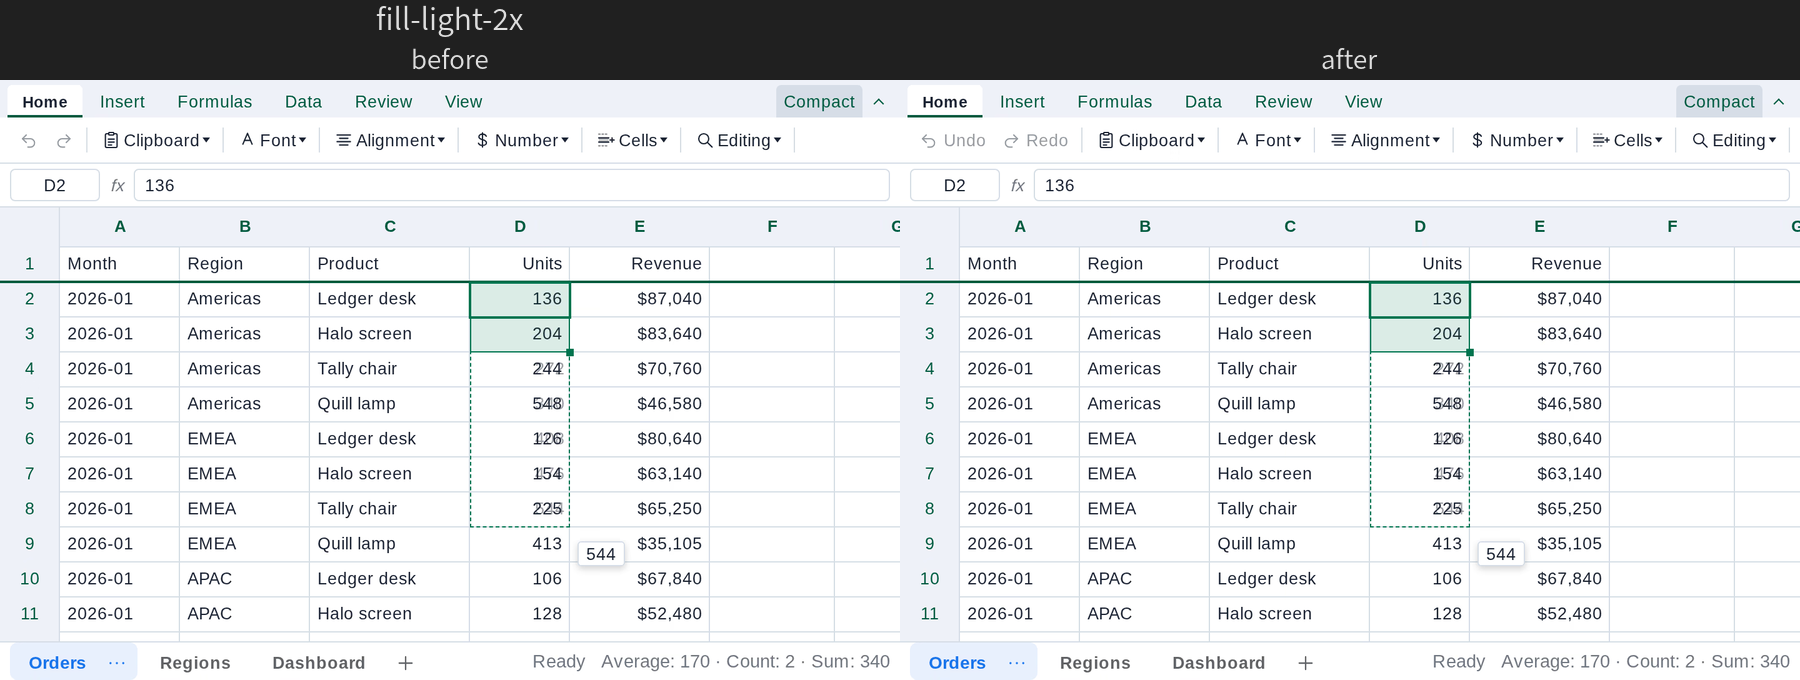 fill-light-2x
before
after
Home Insert Formulas Data Review View Compact
Clipboard Font Alignment $ Number Cells Editing
D2 fx 136
A B C D E F G
1 Month Region Product Units Revenue
2 2026-01 Americas Ledger desk 136 $87,040
3 2026-01 Americas Halo screen 204 $83,640
4 2026-01 Americas Tally chair 244 $70,760
5 2026-01 Americas Quill lamp 548 $46,580
6 2026-01 EMEA Ledger desk 126 $80,640
7 2026-01 EMEA Halo screen 154 $63,140
8 2026-01 EMEA Tally chair 225 $65,250
9 2026-01 EMEA Quill lamp 413 $35,105
544
10 2026-01 APAC Ledger desk 106 $67,840
11 2026-01 APAC Halo screen 128 $52,480
Orders ... Regions Dashboard + Ready Average: 170 · Count: 2 · Sum: 340
Home Insert Formulas Data Review View Compact
Undo Redo Clipboard Font Alignment $ Number Cells Editing
D2 fx 136
A B C D E F G
1 Month Region Product Units Revenue
2 2026-01 Americas Ledger desk 136 $87,040
3 2026-01 Americas Halo screen 204 $83,640
4 2026-01 Americas Tally chair 244 $70,760
5 2026-01 Americas Quill lamp 548 $46,580
6 2026-01 EMEA Ledger desk 126 $80,640
7 2026-01 EMEA Halo screen 154 $63,140
8 2026-01 EMEA Tally chair 225 $65,250
9 2026-01 EMEA Quill lamp 413 $35,105
544
10 2026-01 APAC Ledger desk 106 $67,840
11 2026-01 APAC Halo screen 128 $52,480
Orders ... Regions Dashboard + Ready Average: 170 · Count: 2 · Sum: 340